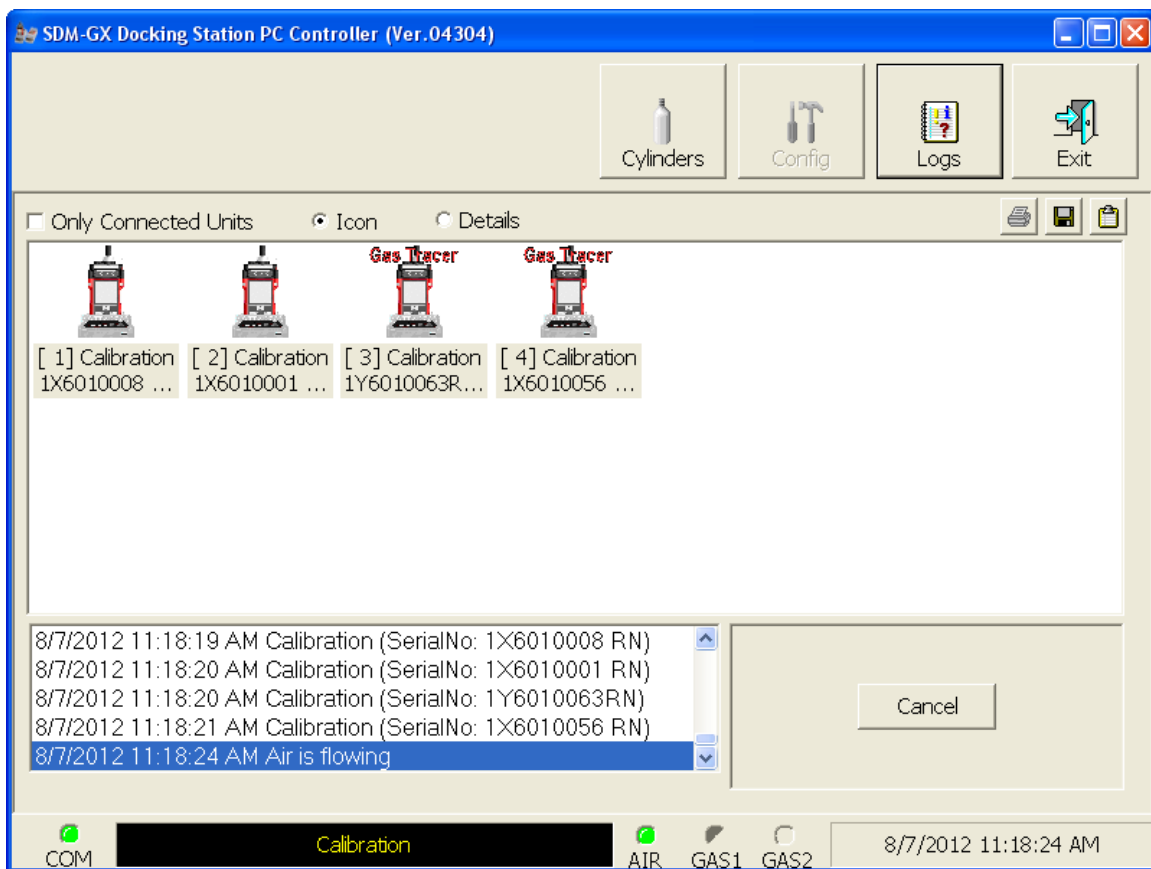 SDM-GX Docking Station PC Controller (Ver.04304)
Cylinders
Config
Logs
Exit
Only Connected Units
Icon
Details
Gas Tracer
Gas Tracer
[ 1] Calibration
1X6010008 ...
[ 2] Calibration
1X6010001 ...
[ 3] Calibration
1Y6010063R...
[ 4] Calibration
1X6010056 ...
8/7/2012 11:18:19 AM Calibration (SerialNo: 1X6010008 RN)
8/7/2012 11:18:20 AM Calibration (SerialNo: 1X6010001 RN)
8/7/2012 11:18:20 AM Calibration (SerialNo: 1Y6010063RN)
8/7/2012 11:18:21 AM Calibration (SerialNo: 1X6010056 RN)
8/7/2012 11:18:24 AM Air is flowing
Cancel
COM
Calibration
AIR
GAS1
GAS2
8/7/2012 11:18:24 AM